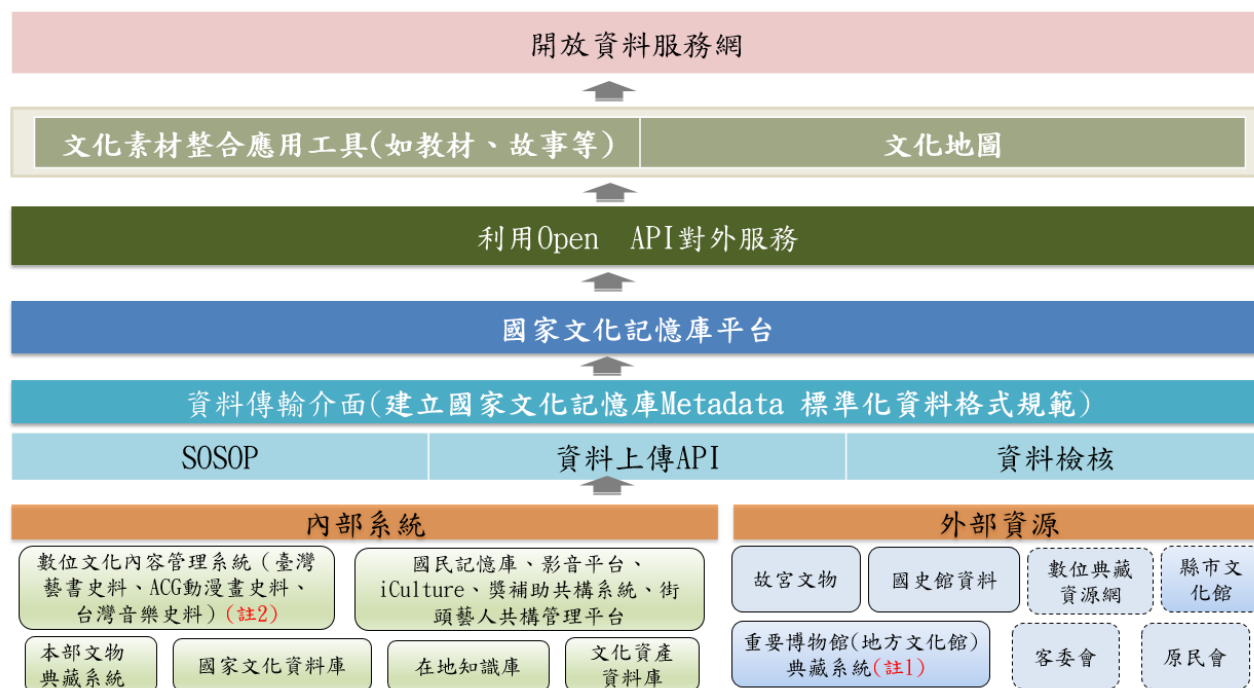 開放資料服務網
文化素材整合應用工具(如教材、故事等)
文化地圖
利用Open API對外服務
國家文化記憶庫平台
資料傳輸介面(建立國家文化記憶庫Metadata 標準化資料格式規範)
SOSOP
資料上傳API
資料檢核
內部系統
數位文化內容管理系統（臺灣
藝書史料、ACG動漫畫史料、
台灣音樂史料）(註2)
國民記憶庫、影音平台、
iCulture、獎補助共構系統、街
頭藝人共構管理平台
本部文物
典藏系統
國家文化資料庫
在地知識庫
文化資產
資料庫
外部資源
故宮文物
國史館資料
數位典藏
資源網
縣市文
化館
重要博物館(地方文化館)
典藏系統(註1)
客委會
原民會